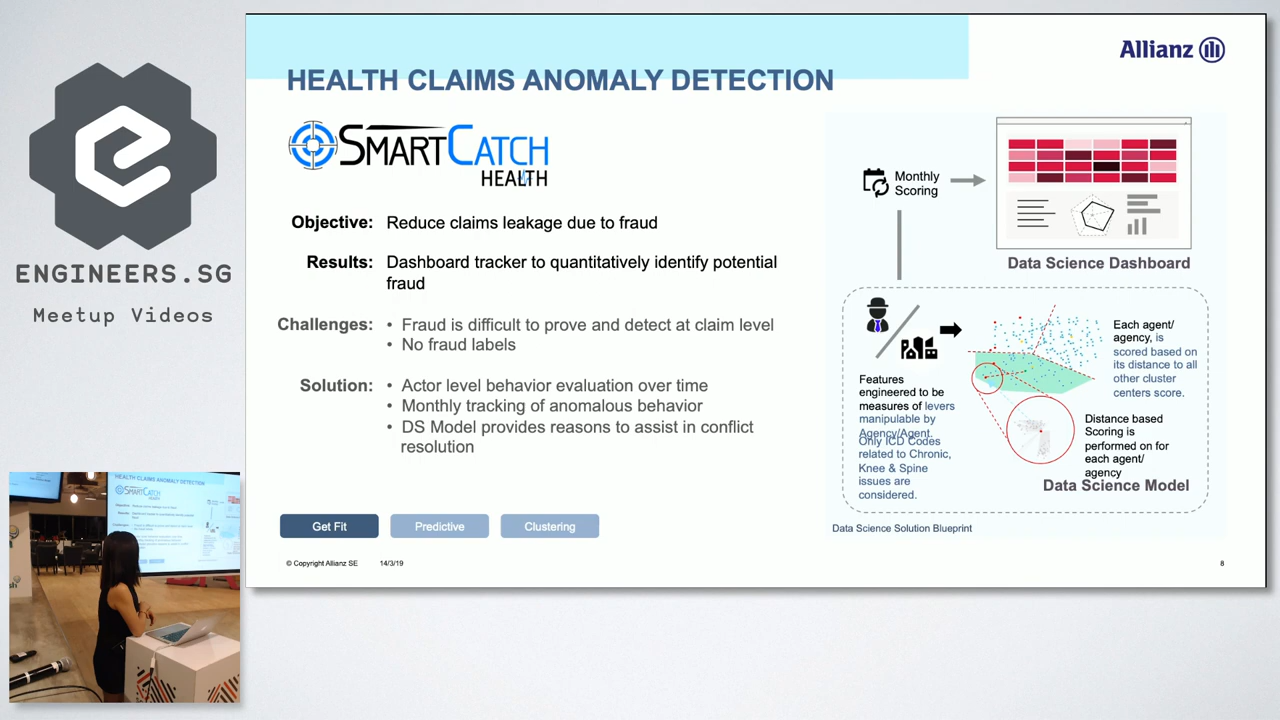 ENGINEERS.SG
Meetup Videos
Allianz
HEALTH CLAIMS ANOMALY DETECTION
SMARTCATCH
HEALTH
Objective: Reduce claims leakage due to fraud
Results: Dashboard tracker to quantitatively identify potential
fraud
Challenges: • Fraud is difficult to prove and detect at claim level
• No fraud labels
Solution: • Actor level behavior evaluation over time
• Monthly tracking of anomalous behavior
• DS Model provides reasons to assist in conflict
resolution
Get Fit
Predictive
Clustering
© Copyright Allianz SE 14/3/19
Monthly
Scoring
Data Science Dashboard
Features
engineered to be
measures of levers
manipulable by
Agency/Agent.
Only ICD Codes
related to Chronic,
Knee & Spine
issues are
considered.
Each agent/
agency, is
scored based on
its distance to all
other cluster
centers score.
Distance based
Scoring is
performed on for
each agent/
agency
Data Science Model
Data Science Solution Blueprint
8
HEALTH CLAIMS ANOMALY DETECTION
SMARTCATCH